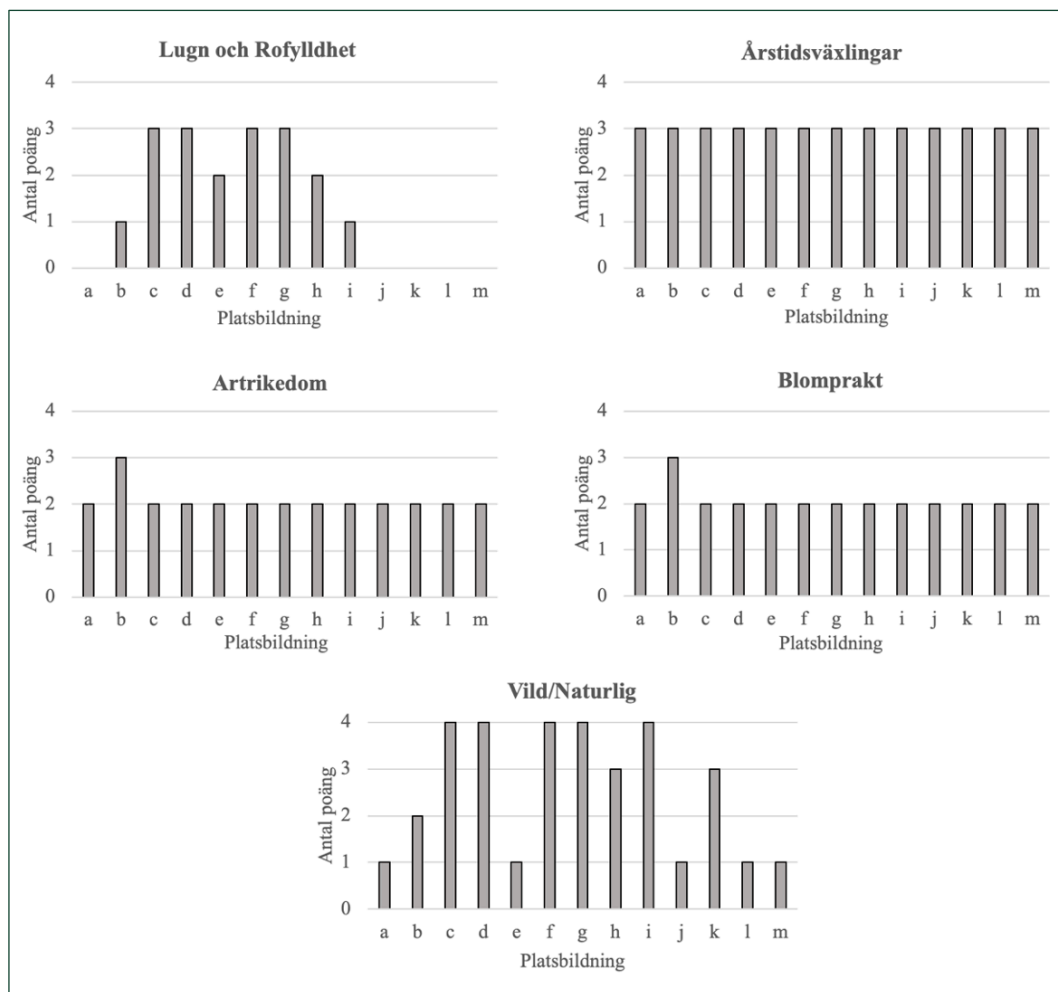 Lugn och Rofylldhet
Antal poäng
4
3
2
1
0
a b c d e f g h i j k l m
Platsbildning
Årstidsväxlingar
Antal poäng
4
3
2
1
0
a b c d e f g h i j k l m
Platsbildning
Artrikedom
Antal poäng
4
3
2
1
0
a b c d e f g h i j k l m
Platsbildning
Blomprakt
Antal poäng
4
3
2
1
0
a b c d e f g h i j k l m
Platsbildning
Vild/Naturlig
Antal poäng
4
3
2
1
0
a b c d e f g h i j k l m
Platsbildning